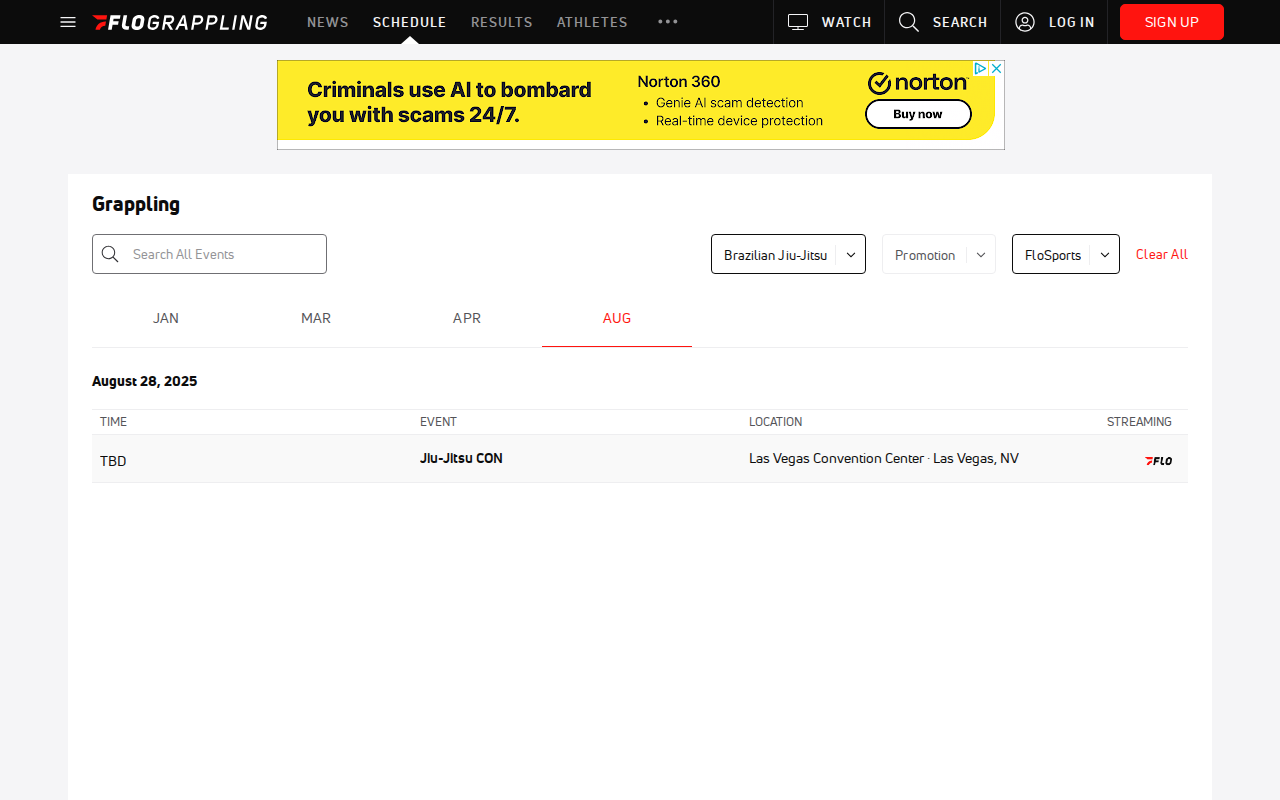 FLOGRAPPLING NEWS SCHEDULE RESULTS ATHLETES ••• WATCH SEARCH LOG IN SIGN UP
Criminals use AI to bombard
you with scams 24/7.
Norton 360
• Genie AI scam detection
• Real-time device protection
norton
Buy now
Grappling
Search All Events
Brazilian Jiu-Jitsu
Promotion
FloSports
Clear All
JAN MAR APR AUG
August 28, 2025
TIME EVENT LOCATION STREAMING
TBD Jiu-Jitsu CON Las Vegas Convention Center · Las Vegas, NV FLO